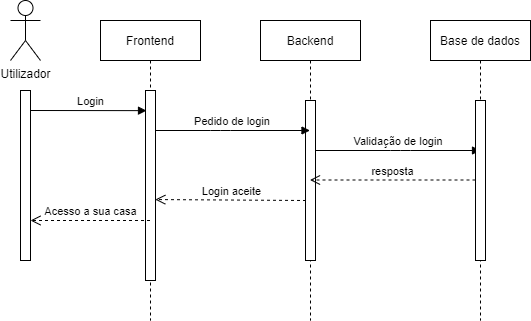 Utilizador
Frontend
Backend
Base de dados
Login
Pedido de login
Validação de login
resposta
Login aceite
Acesso a sua casa